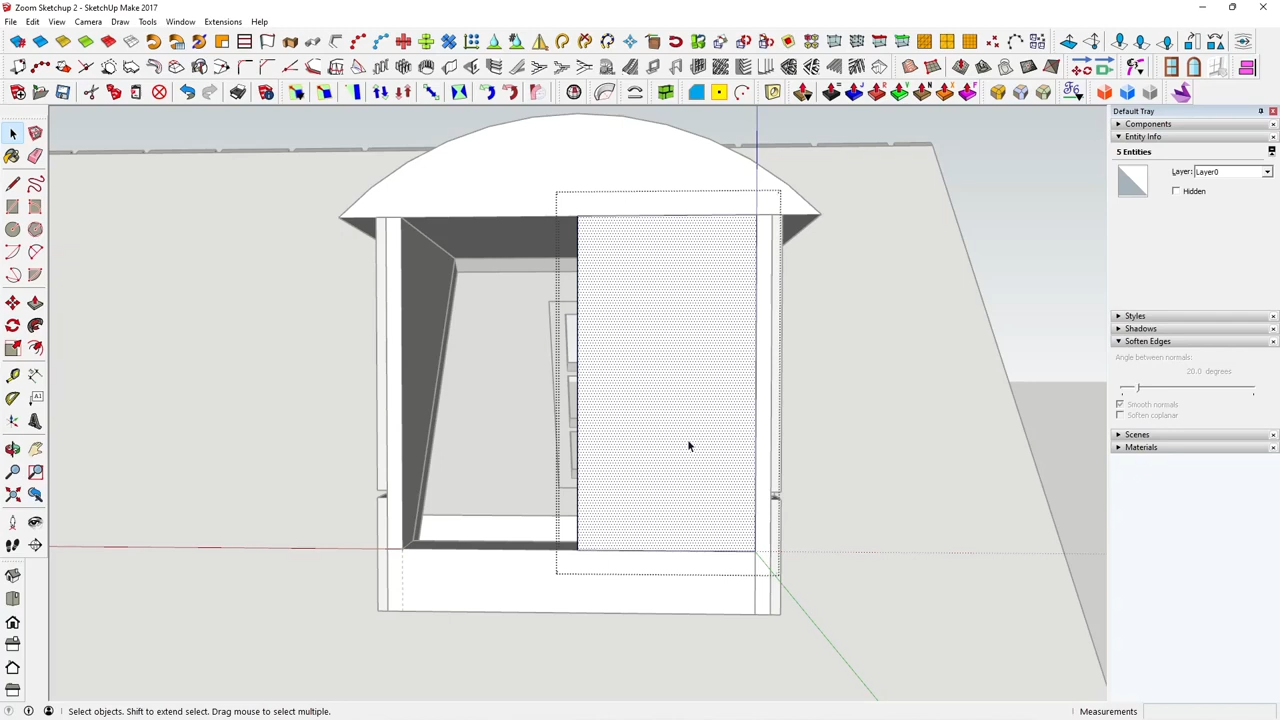 Zoom Sketchup 2 - SketchUp Make 2017
File Edit View Camera Draw Tools Window Extensions Help
Default Tray
Components
Entity Info
5 Entities
Layer: Layer0
Hidden
Styles
Shadows
Soften Edges
Angle between normals:
20.0 degrees
Smooth normals
Soften coplanar
Scenes
Materials
Select objects. Shift to extend select. Drag mouse to select multiple.
Measurements